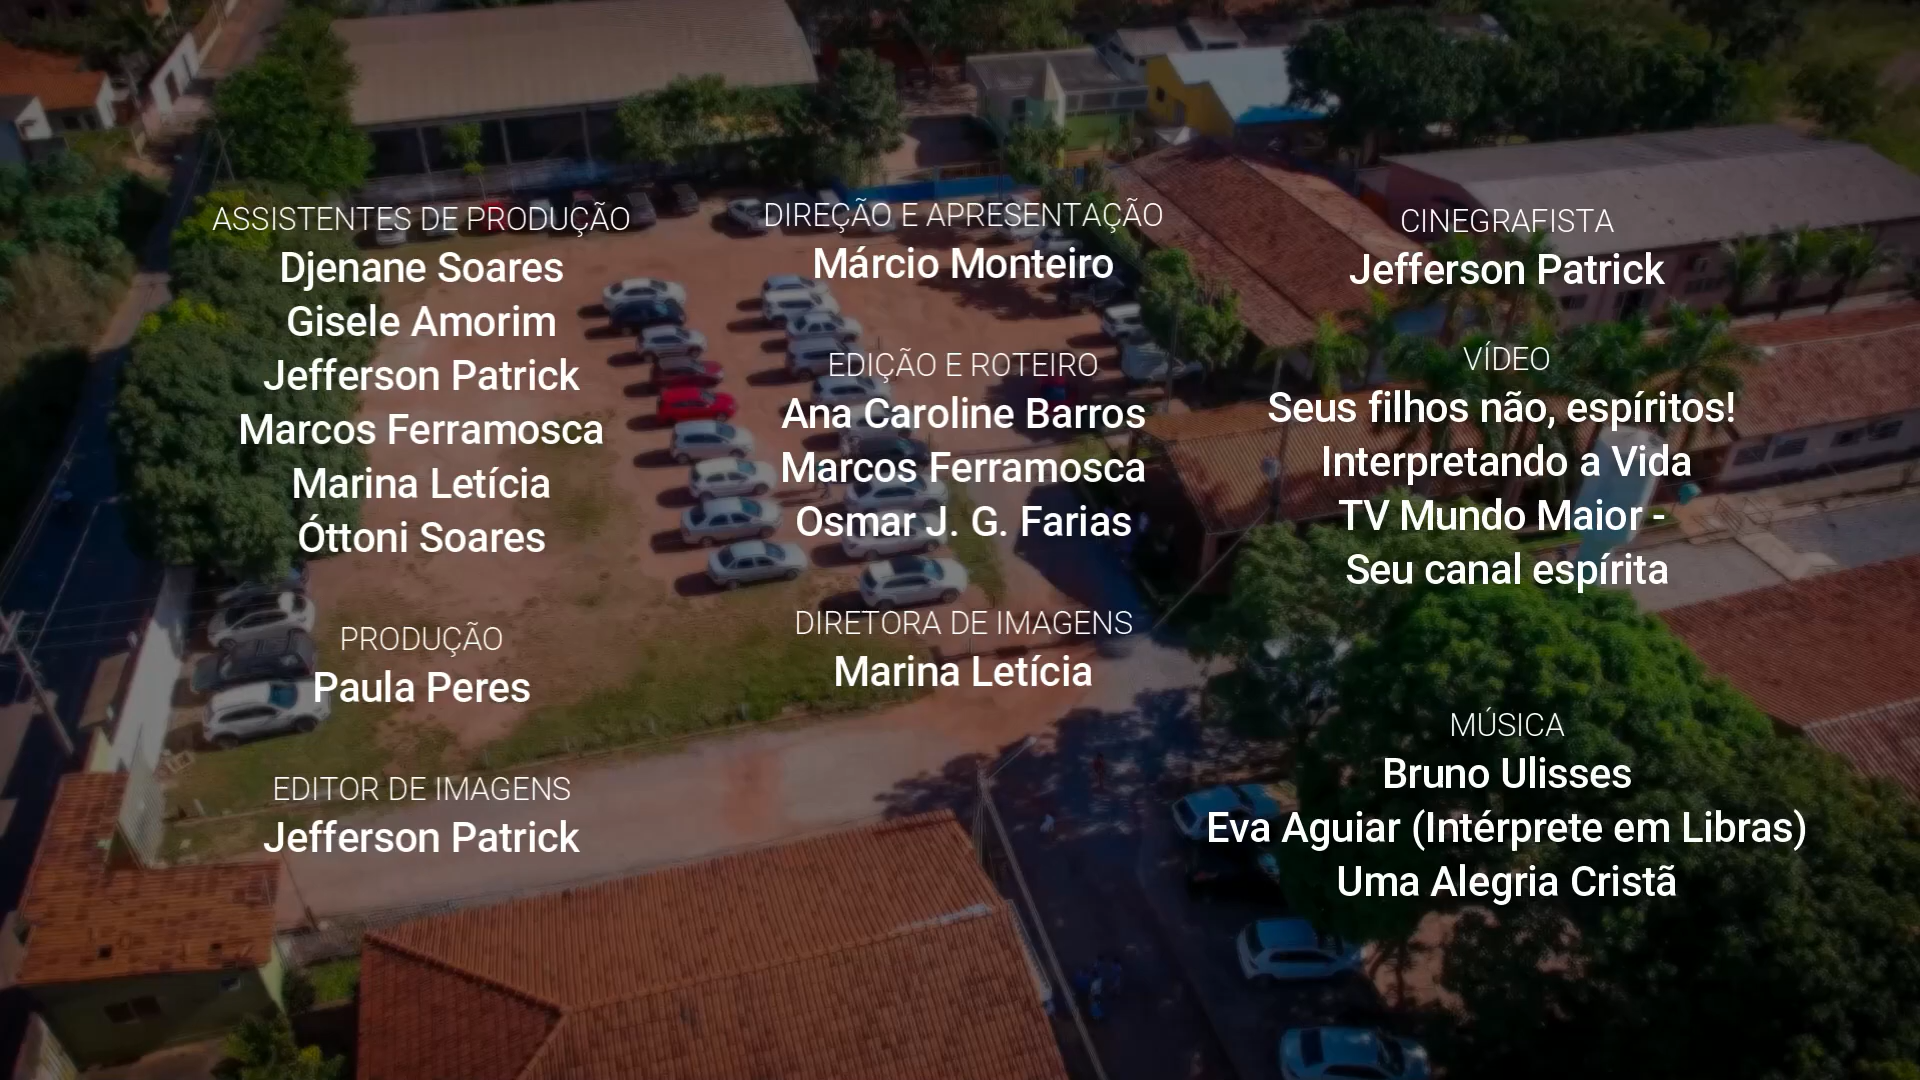 ASSISTENTES DE PRODUÇÃO
Djenane Soares
Gisele Amorim
Jefferson Patrick
Marcos Ferramosca
Marina Letícia
Óttoni Soares
PRODUÇÃO
Paula Peres
EDITOR DE IMAGENS
Jefferson Patrick
DIREÇÃO E APRESENTAÇÃO
Márcio Monteiro
EDIÇÃO E ROTEIRO
Ana Caroline Barros
Marcos Ferramosca
Osmar J. G. Farias
DIRETORA DE IMAGENS
Marina Letícia
CINEGRAFISTA
Jefferson Patrick
VÍDEO
Seus filhos não, espíritos!
Interpretando a Vida
TV Mundo Maior -
Seu canal espírita
MÚSICA
Bruno Ulisses
Eva Aguiar (Intérprete em Libras)
Uma Alegria Cristã